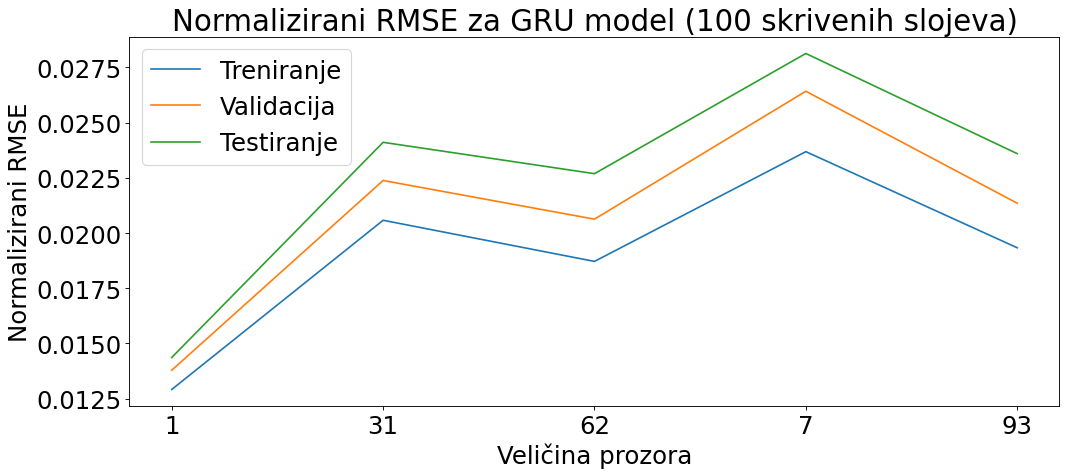 Normalizirani RMSE za GRU model (100 skrivenih slojeva)
Treniranje
Validacija
Testiranje
Normalizirani RMSE
0.0275
0.0250
0.0225
0.0200
0.0175
0.0150
0.0125
1 31 62 7 93
Veličina prozora